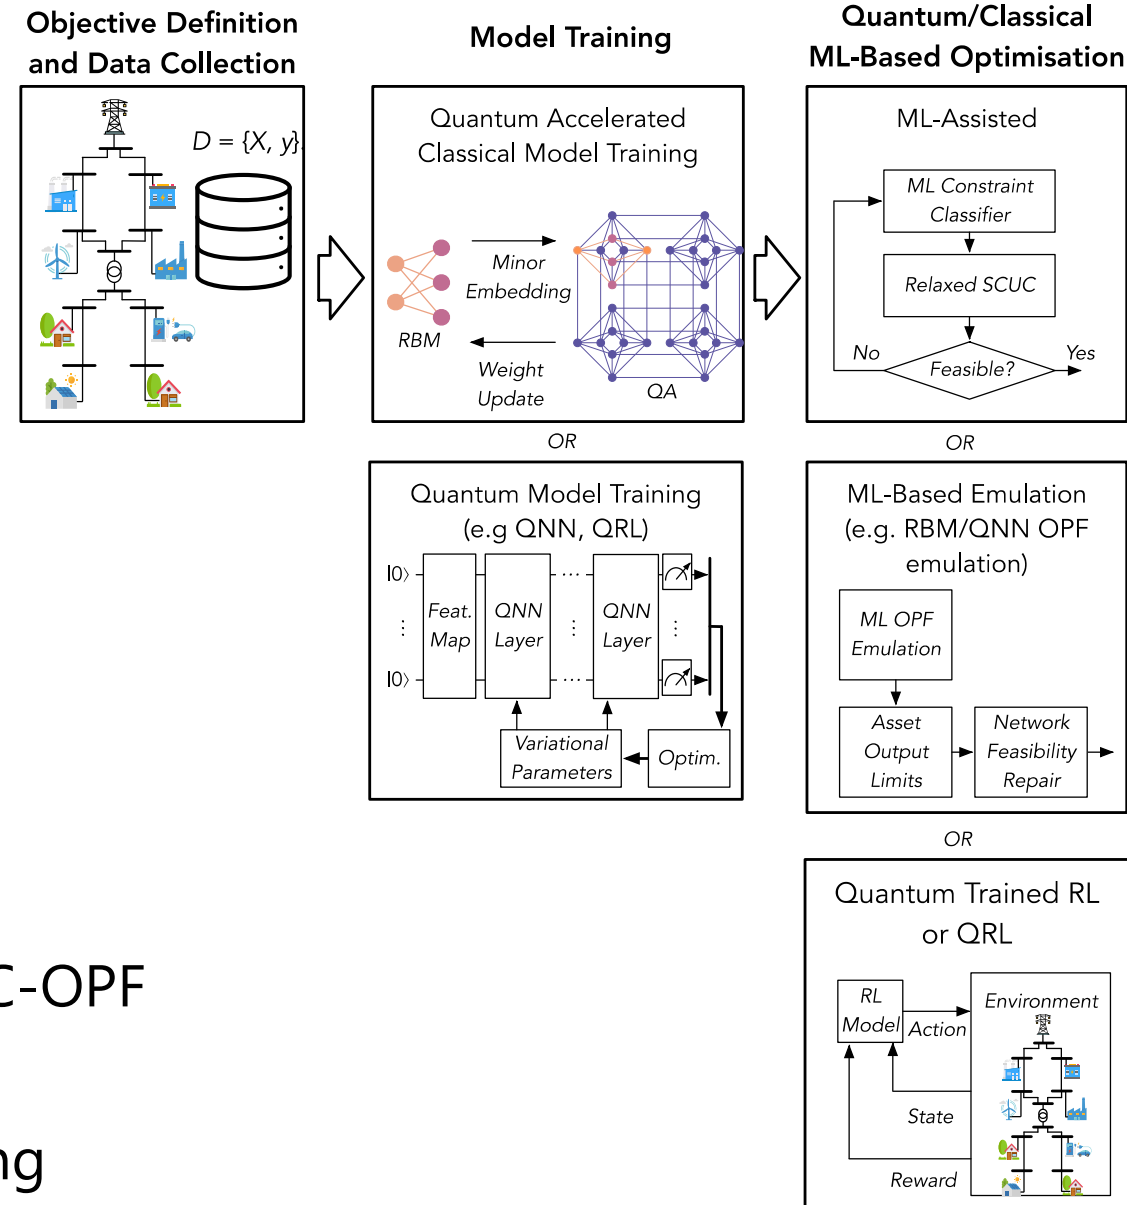 Objective Definition
and Data Collection
D = {X, y}
Model Training
Quantum Accelerated
Classical Model Training
Minor
Embedding
RBM
Weight
Update
QA
OR
Quantum Model Training
(e.g QNN, QRL)
|0⟩
⋮
|0⟩
Feat.
Map
QNN
Layer
...
⋮
...
QNN
Layer
⋮
Variational
Parameters
Optim.
Quantum/Classical
ML-Based Optimisation
ML-Assisted
ML Constraint
Classifier
Relaxed SCUC
No
Feasible?
Yes
OR
ML-Based Emulation
(e.g. RBM/QNN OPF
emulation)
ML OPF
Emulation
Asset
Output
Limits
Network
Feasibility
Repair
OR
Quantum Trained RL
or QRL
RL
Model
Action
Environment
State
Reward
C-OPF
ng